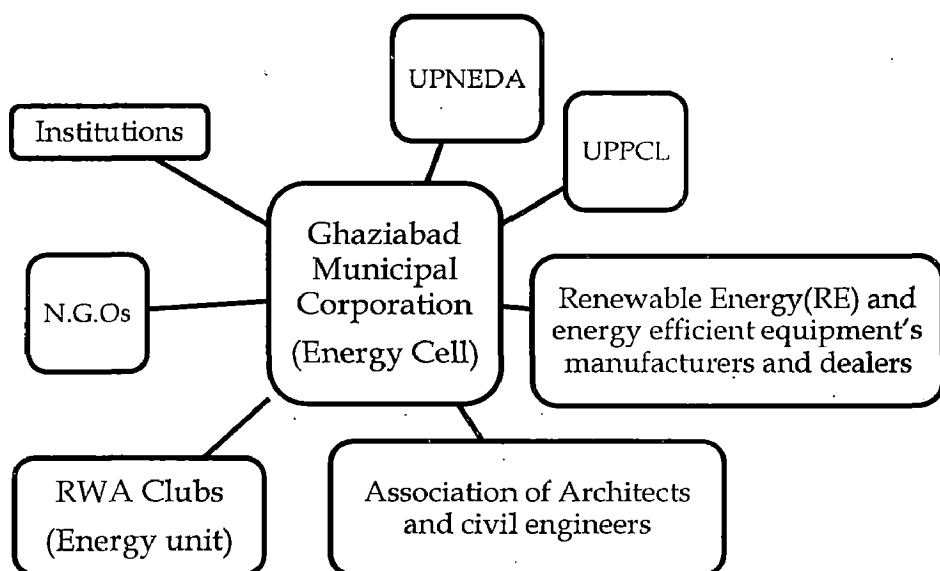 UPNEDA
Institutions
UPPCL
Ghaziabad
Municipal
Corporation
(Energy Cell)
N.G.Os
Renewable Energy(RE) and
energy efficient equipment's
manufacturers and dealers
RWA Clubs
(Energy unit)
Association of Architects
and civil engineers